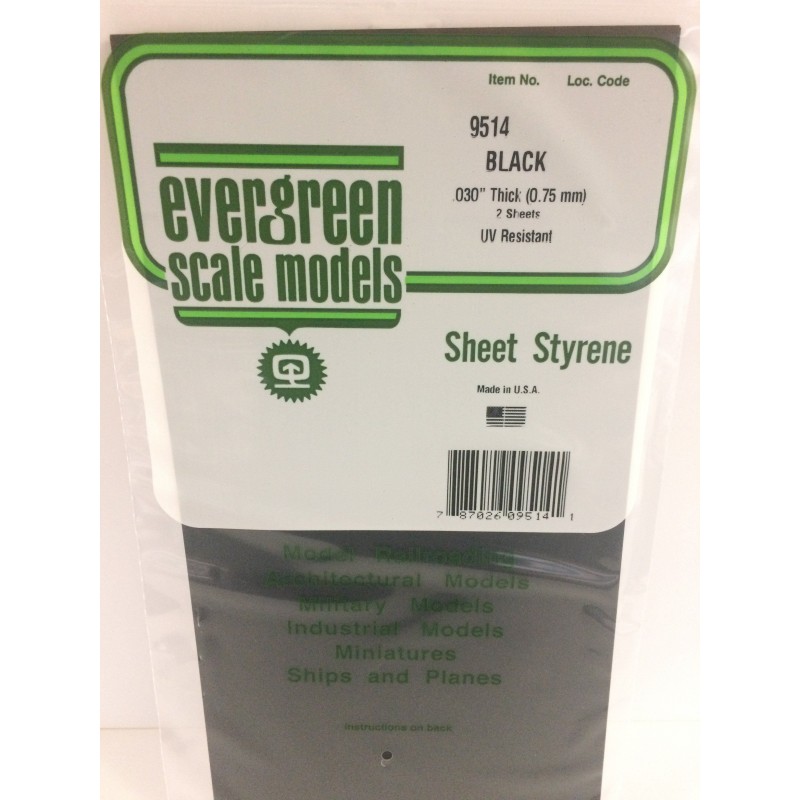 Item No. Loc. Code
9514
BLACK
.030" Thick (0.75 mm)
2 Sheets
UV Resistant
evergreen
scale models
Sheet Styrene
Made in U.S.A.
7 87026 09514 1
Model Railroading
Architectural Models
Military Models
Industrial Models
Miniatures
Ships and Planes
Instructions on back